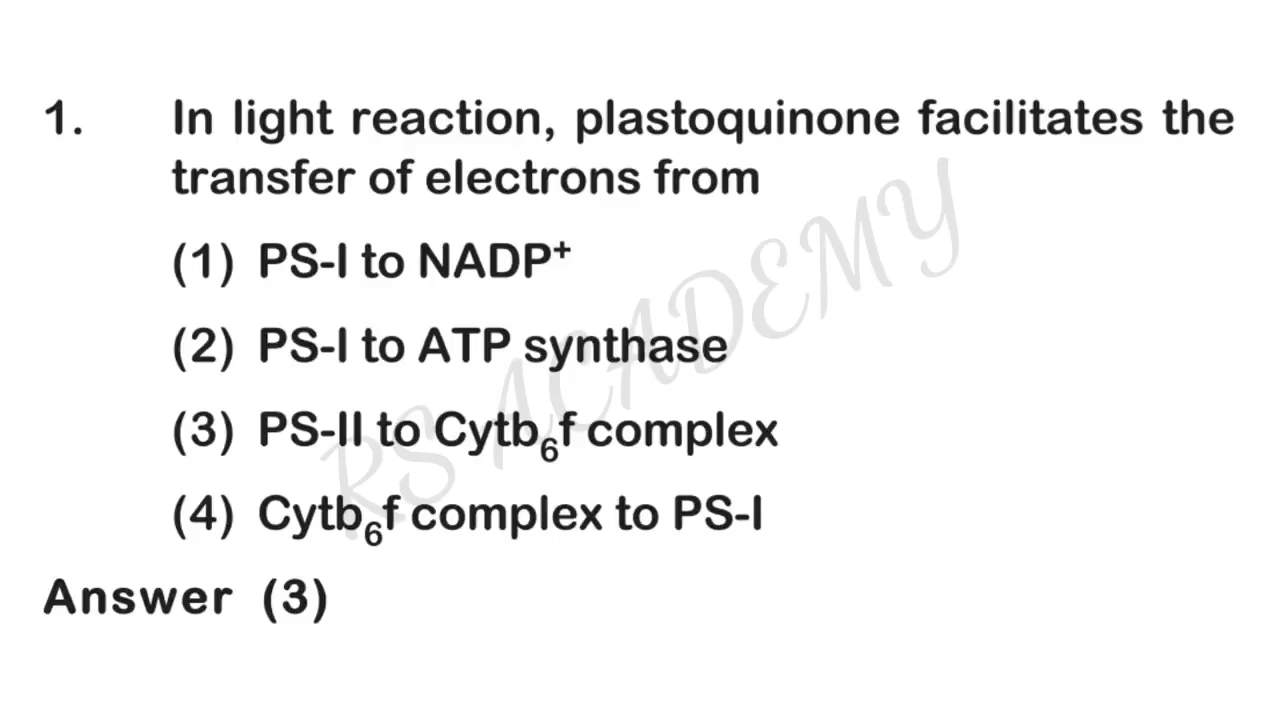 1. In light reaction, plastoquinone facilitates the
transfer of electrons from
(1) PS-I to NADP⁺
(2) PS-I to ATP synthase
(3) PS-II to Cytb₆f complex
(4) Cytb₆f complex to PS-I
Answer (3)
RS ACADEMY